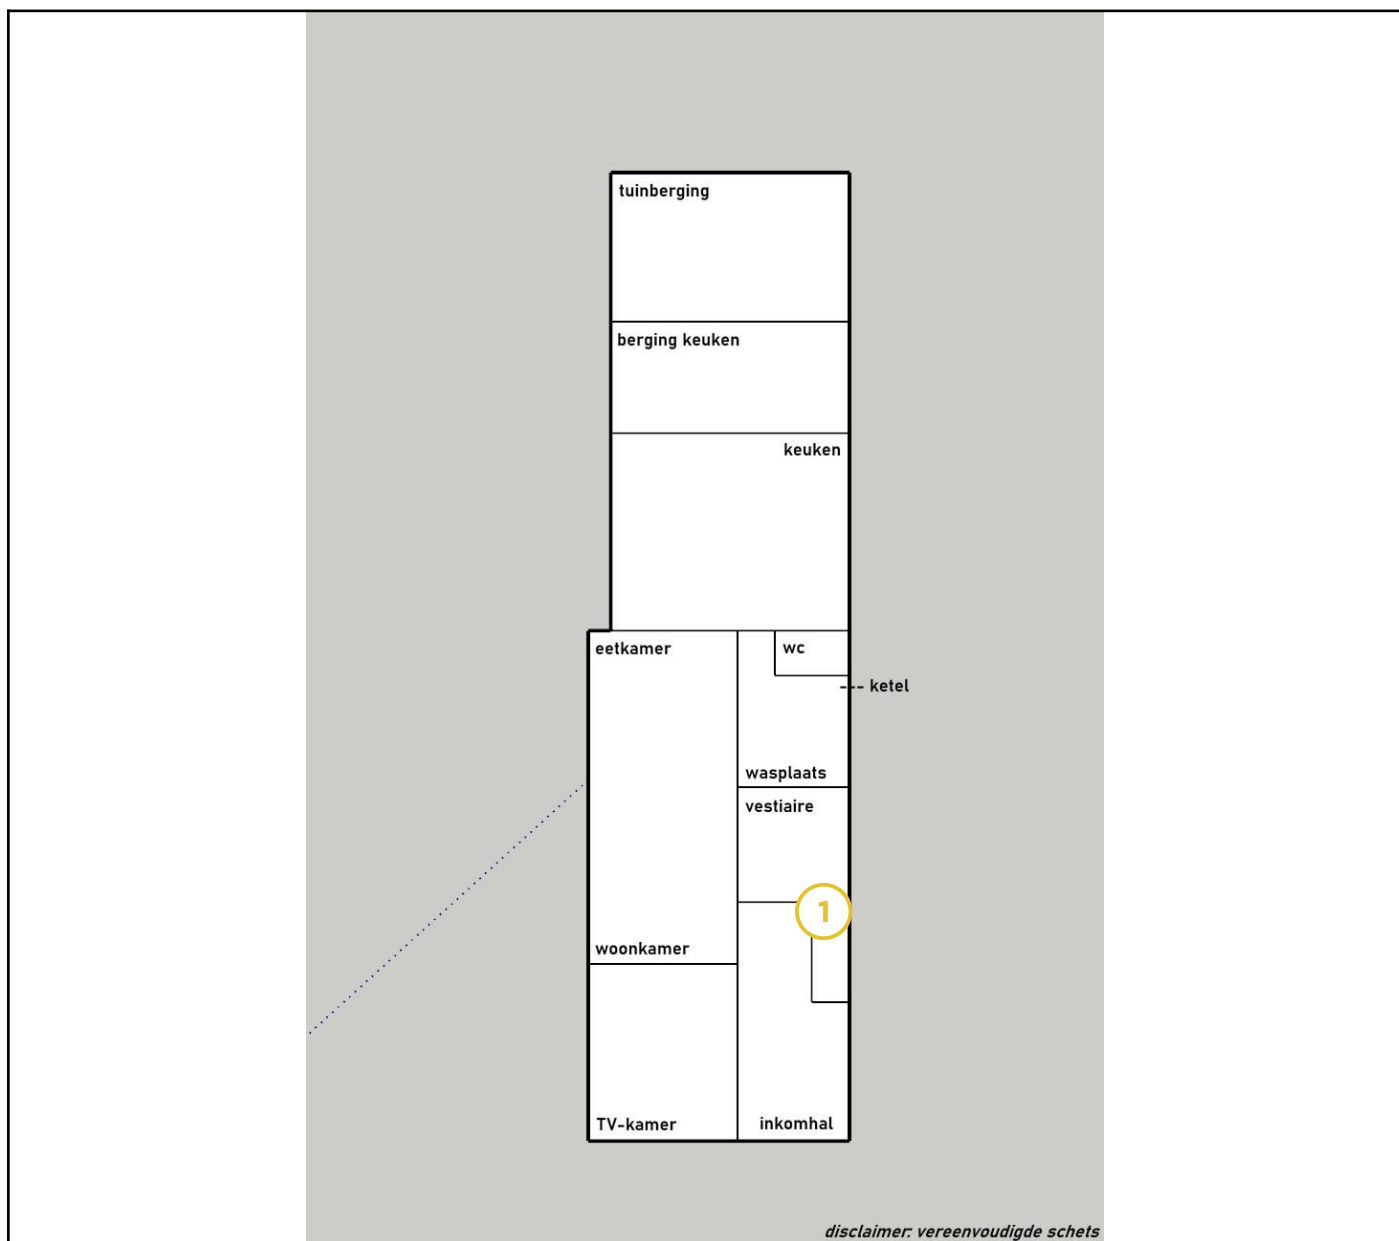 tuinberging
berging keuken
keuken
eetkamer
wc
ketel
wasplaats
vestiaire
1
woonkamer
TV-kamer
inkomhal
disclaimer: vereenvoudigde schets